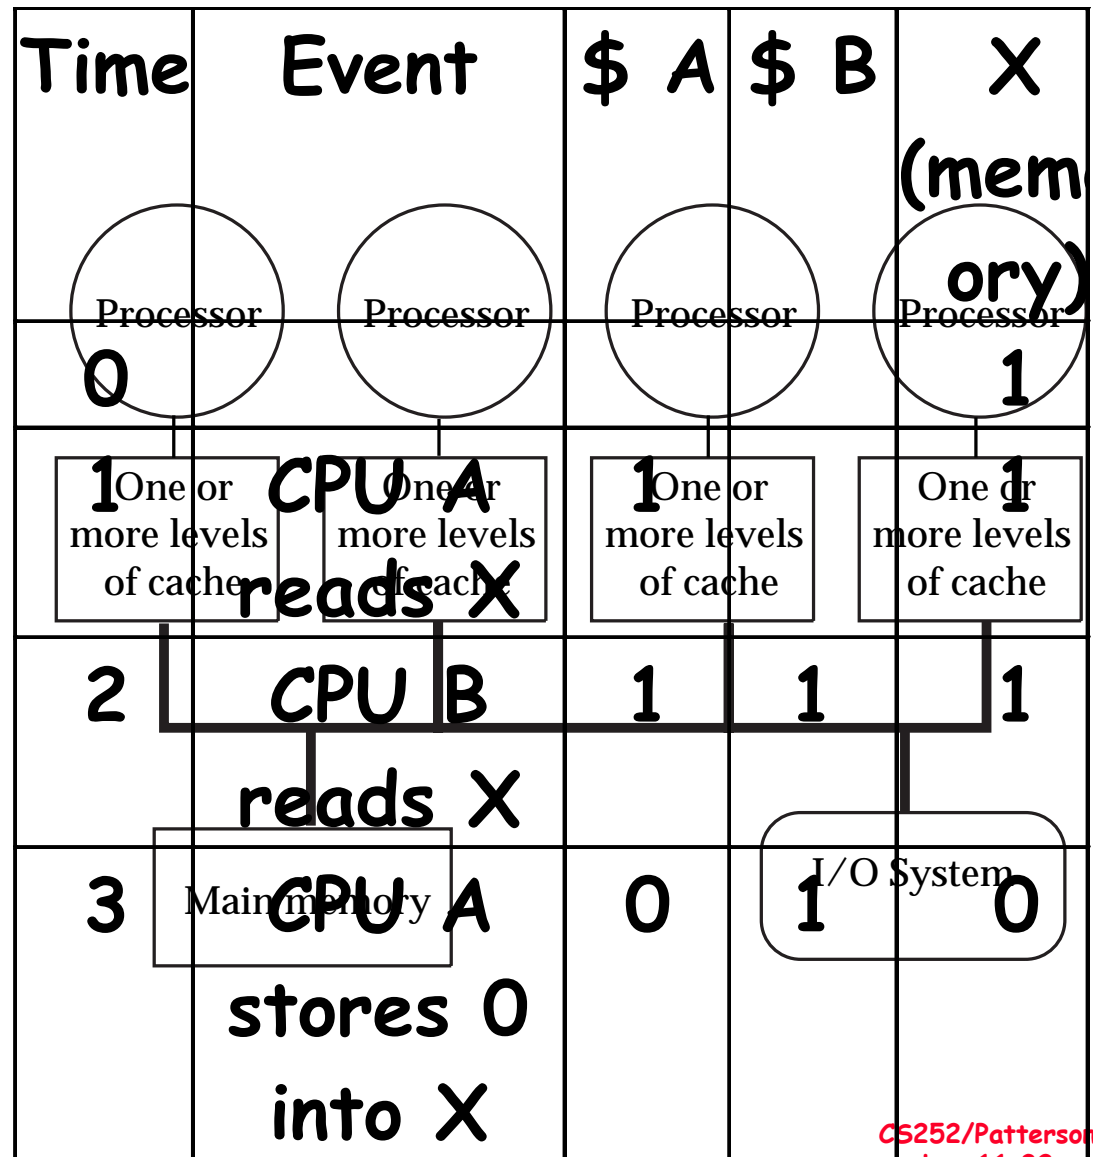 Time Event $ A $ B X
(mem
ory)
Processor Processor Processor Processor
0 1
1 CPU A 1 1
One or One or One or One or
more levels more levels more levels more levels
of cache of cache of cache of cache
reads X
2 CPU B 1 1 1
reads X
I/O System
3 CPU A 0 1 0
Main memory
stores 0
into X
CS252/Patterson